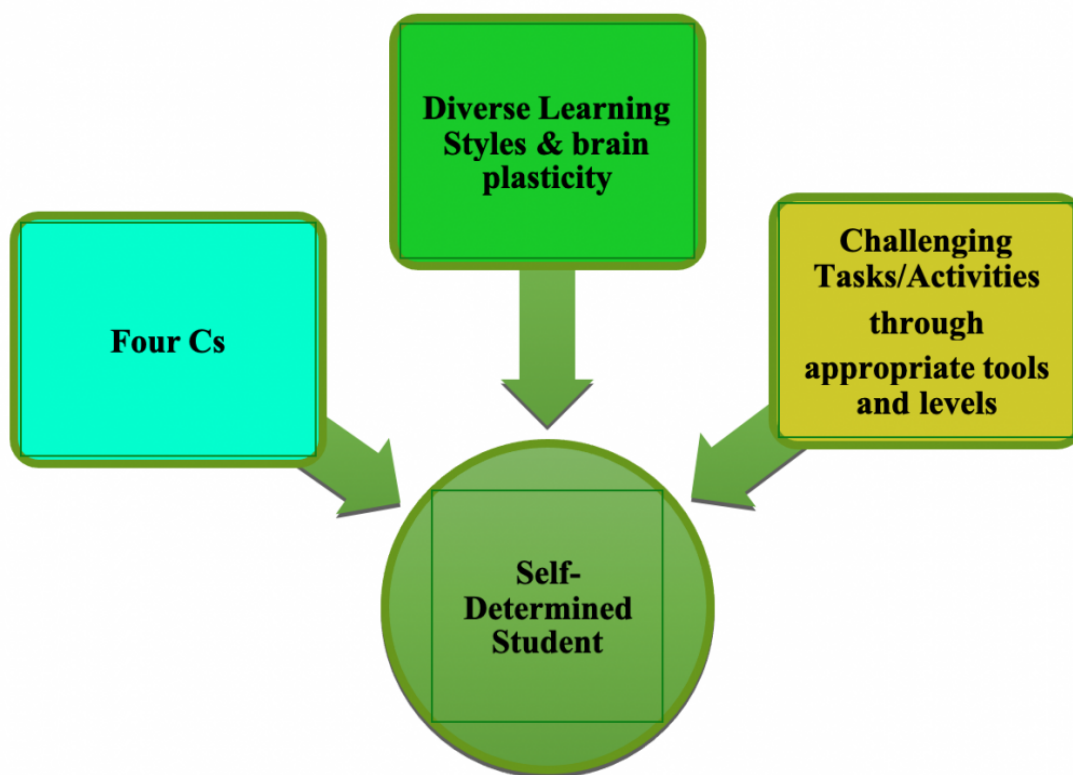 Diverse Learning
Styles & brain
plasticity
Four Cs
Challenging
Tasks/Activities
through
appropriate tools
and levels
Self-
Determined
Student